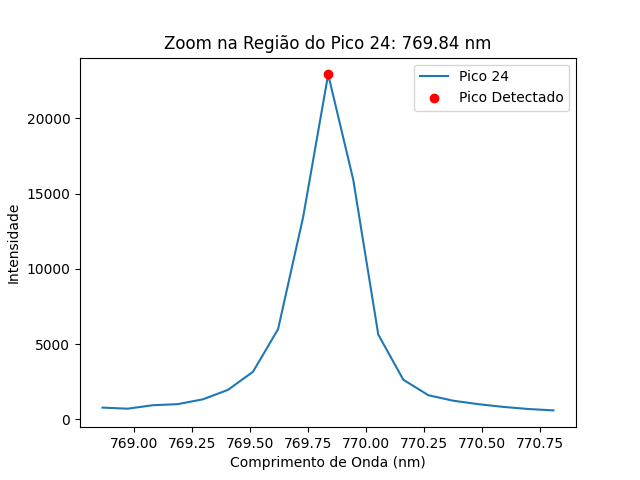 Zoom na Região do Pico 24: 769.84 nm
Pico 24
Pico Detectado
Intensidade
20000
15000
10000
5000
0
769.00 769.25 769.50 769.75 770.00 770.25 770.50 770.75
Comprimento de Onda (nm)